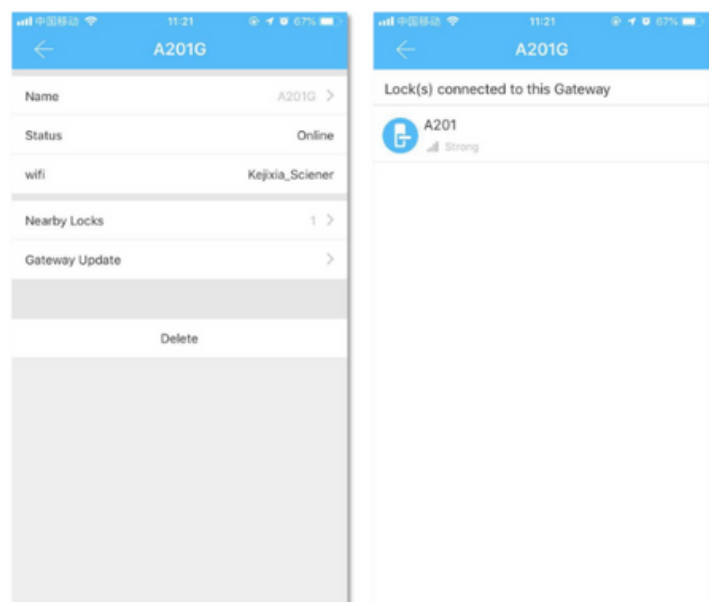 中国移动 11:21 67%
A201G
Name A201G
Status Online
wifi Kejixia_Sciener
Nearby Locks 1
Gateway Update
Delete
中国移动 11:21 67%
A201G
Lock(s) connected to this Gateway
A201
Strong